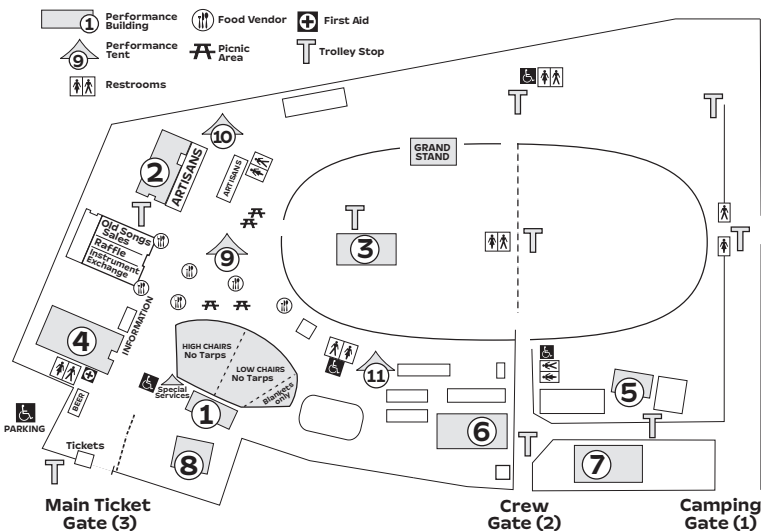 1
Performance
Building
Food Vendor
First Aid
9
Performance
Tent
Picnic
Area
Trolley Stop
Restrooms
10
2
ARTISANS
ARTISANS
GRAND
STAND
Old Songs
Sales
Raffle
Instrument
Exchange
9
3
INFORMATION
4
HIGH CHAIRS
No Tarps
LOW CHAIRS
No Tarps
Blankets
only
Special
Services
11
BEER
PARKING
1
5
6
Tickets
8
7
Main Ticket
Gate (3)
Crew
Gate (2)
Camping
Gate (1)